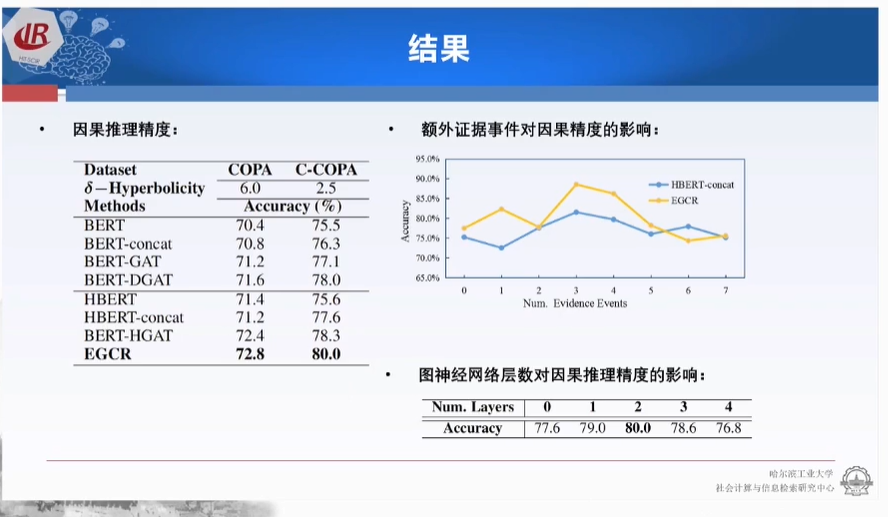 结果
• 因果推理精度：
Dataset COPA C-COPA
δ－Hyperbolicity 6.0 2.5
Methods Accuracy (%)
BERT 70.4 75.5
BERT-concat 70.8 76.3
BERT-GAT 71.2 77.1
BERT-DGAT 71.6 78.0
HBERT 71.4 75.6
HBERT-concat 71.2 77.6
BERT-HGAT 72.4 78.3
EGCR 72.8 80.0
• 额外证据事件对因果精度的影响：
95.0%
90.0%
85.0%
80.0%
75.0%
70.0%
65.0%
Accuracy
HBERT-concat
EGCR
0 1 2 3 4 5 6 7
Num. Evidence Events
• 图神经网络层数对因果推理精度的影响：
Num. Layers 0 1 2 3 4
Accuracy 77.6 79.0 80.0 78.6 76.8
哈尔滨工业大学
社会计算与信息检索研究中心